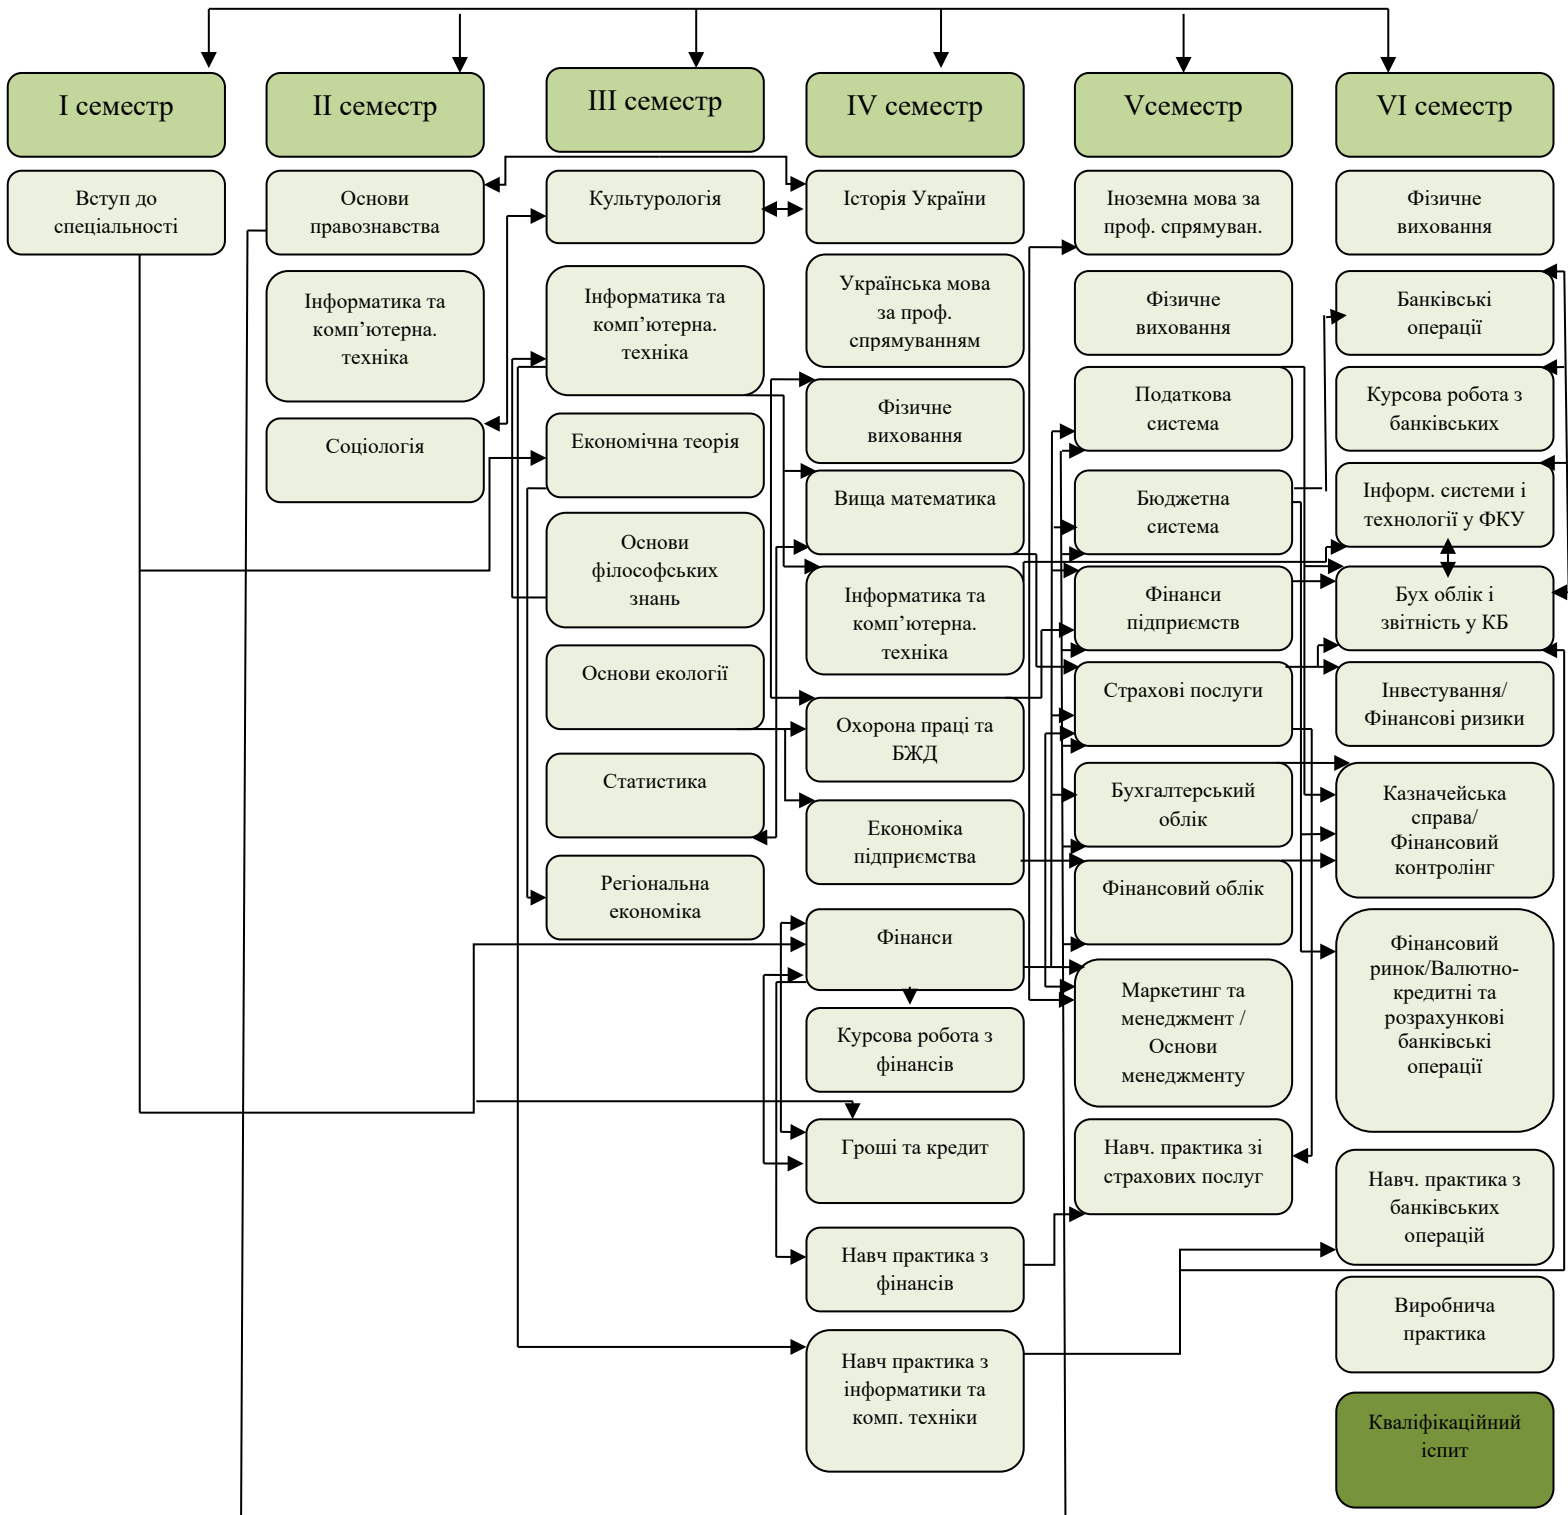 I семестр
II семестр
III семестр
IV семестр
Vсеместр
VI семестр
Вступ до
спеціальності
Основи
правознавства
Інформатика та
комп’ютерна.
техніка
Соціологія
Культурологія
Інформатика та
комп’ютерна.
техніка
Економічна теорія
Основи
філософських
знань
Основи екології
Статистика
Регіональна
економіка
Історія України
Українська мова
за проф.
спрямуванням
Фізичне
виховання
Вища математика
Інформатика та
комп’ютерна.
техніка
Охорона праці та
БЖД
Економіка
підприємства
Фінанси
Курсова робота з
фінансів
Гроші та кредит
Навч практика з
фінансів
Навч практика з
інформатики та
комп. техніки
Іноземна мова за
проф. спрямуван.
Фізичне
виховання
Податкова
система
Бюджетна
система
Фінанси
підприємств
Страхові послуги
Бухгалтерський
облік
Фінансовий облік
Маркетинг та
менеджмент /
Основи
менеджменту
Навч. практика зі
страхових послуг
Фізичне
виховання
Банківські
операції
Курсова робота з
банківських
Інформ. системи і
технології у ФКУ
Бух облік і
звітність у КБ
Інвестування/
Фінансові ризики
Казначейська
справа/
Фінансовий
контролінг
Фінансовий
ринок/Валютно-
кредитні та
розрахункові
банківські
операції
Навч. практика з
банківських
операцій
Виробнича
практика
Кваліфікаційний
іспит